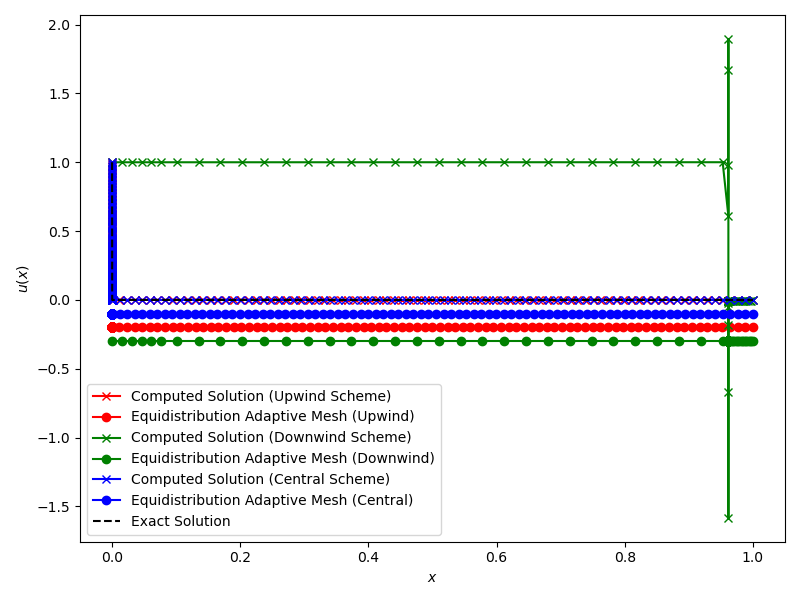 2.0
1.5
1.0
0.5
0.0
−0.5
−1.0
−1.5
u(x)
Computed Solution (Upwind Scheme)
Equidistribution Adaptive Mesh (Upwind)
Computed Solution (Downwind Scheme)
Equidistribution Adaptive Mesh (Downwind)
Computed Solution (Central Scheme)
Equidistribution Adaptive Mesh (Central)
Exact Solution
0.0 0.2 0.4 0.6 0.8 1.0
x